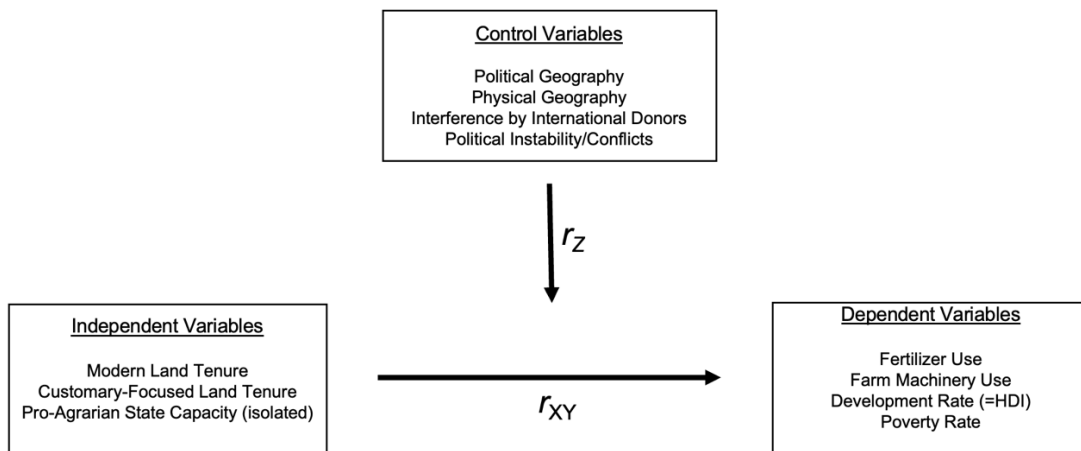 Control Variables
Political Geography
Physical Geography
Interference by International Donors
Political Instability/Conflicts
rZ
Independent Variables
Modern Land Tenure
Customary-Focused Land Tenure
Pro-Agrarian State Capacity (isolated)
rXY
Dependent Variables
Fertilizer Use
Farm Machinery Use
Development Rate (=HDI)
Poverty Rate